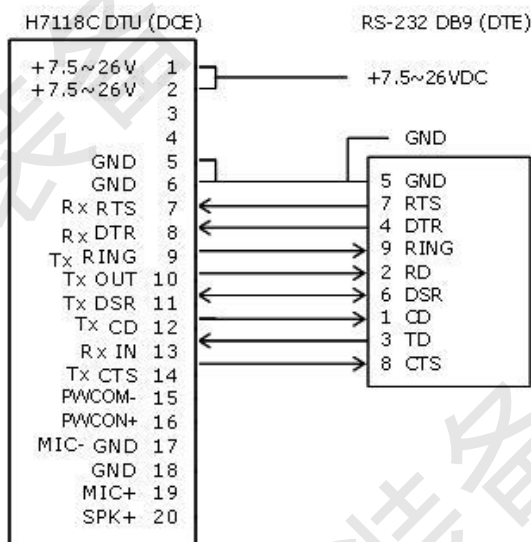 H7118C DTU (DCE)
RS-232 DB9 (DTE)
+7.5~26V 1
+7.5~26V 2
+7.5~26VDC
3
4
GND
GND 5
GND 6
5 GND
Rx RTS 7
7 RTS
Rx DTR 8
4 DTR
Tx RING 9
9 RING
Tx OUT 10
2 RD
Tx DSR 11
6 DSR
Tx CD 12
1 CD
Rx IN 13
3 TD
Tx CTS 14
8 CTS
PWCOM- 15
PWCON+ 16
MIC- GND 17
GND 18
MIC+ 19
SPK+ 20
装备
装备